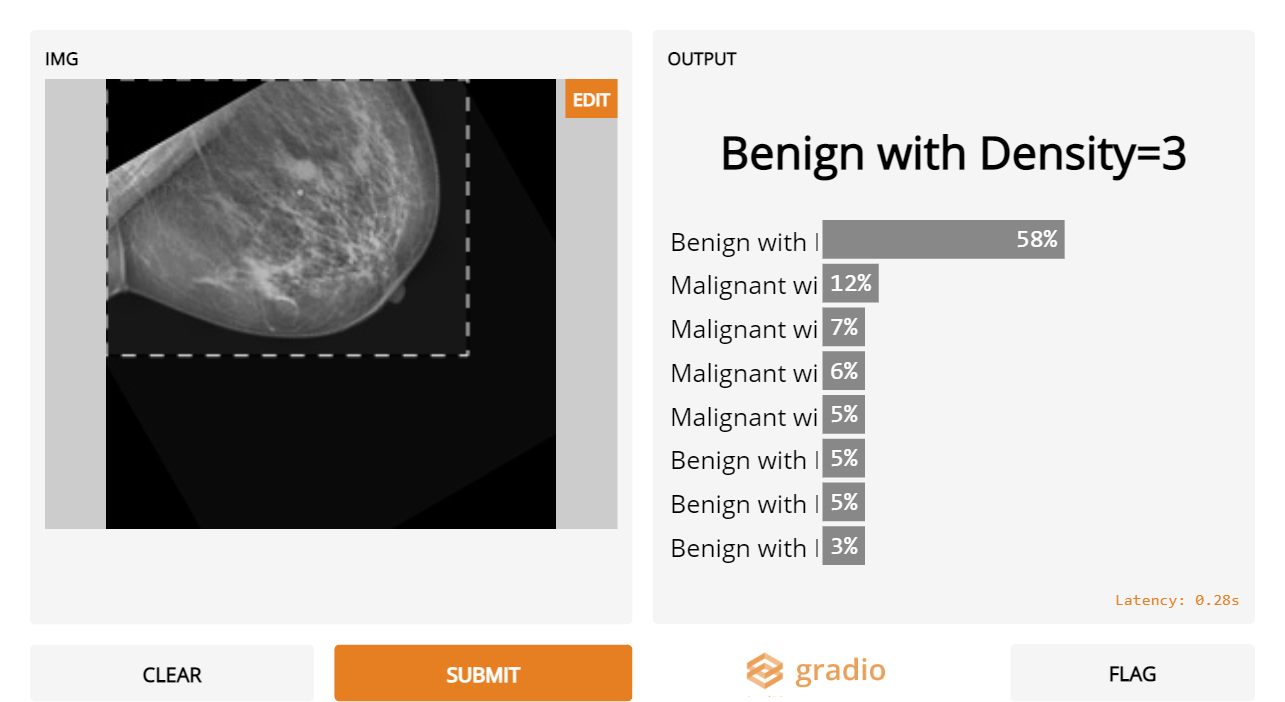 IMG
EDIT
OUTPUT
Benign with Density=3
Benign with 58%
Malignant wi 12%
Malignant wi 7%
Malignant wi 6%
Malignant wi 5%
Benign with 5%
Benign with 5%
Benign with 3%
Latency: 0.28s
CLEAR
SUBMIT
gradio
FLAG